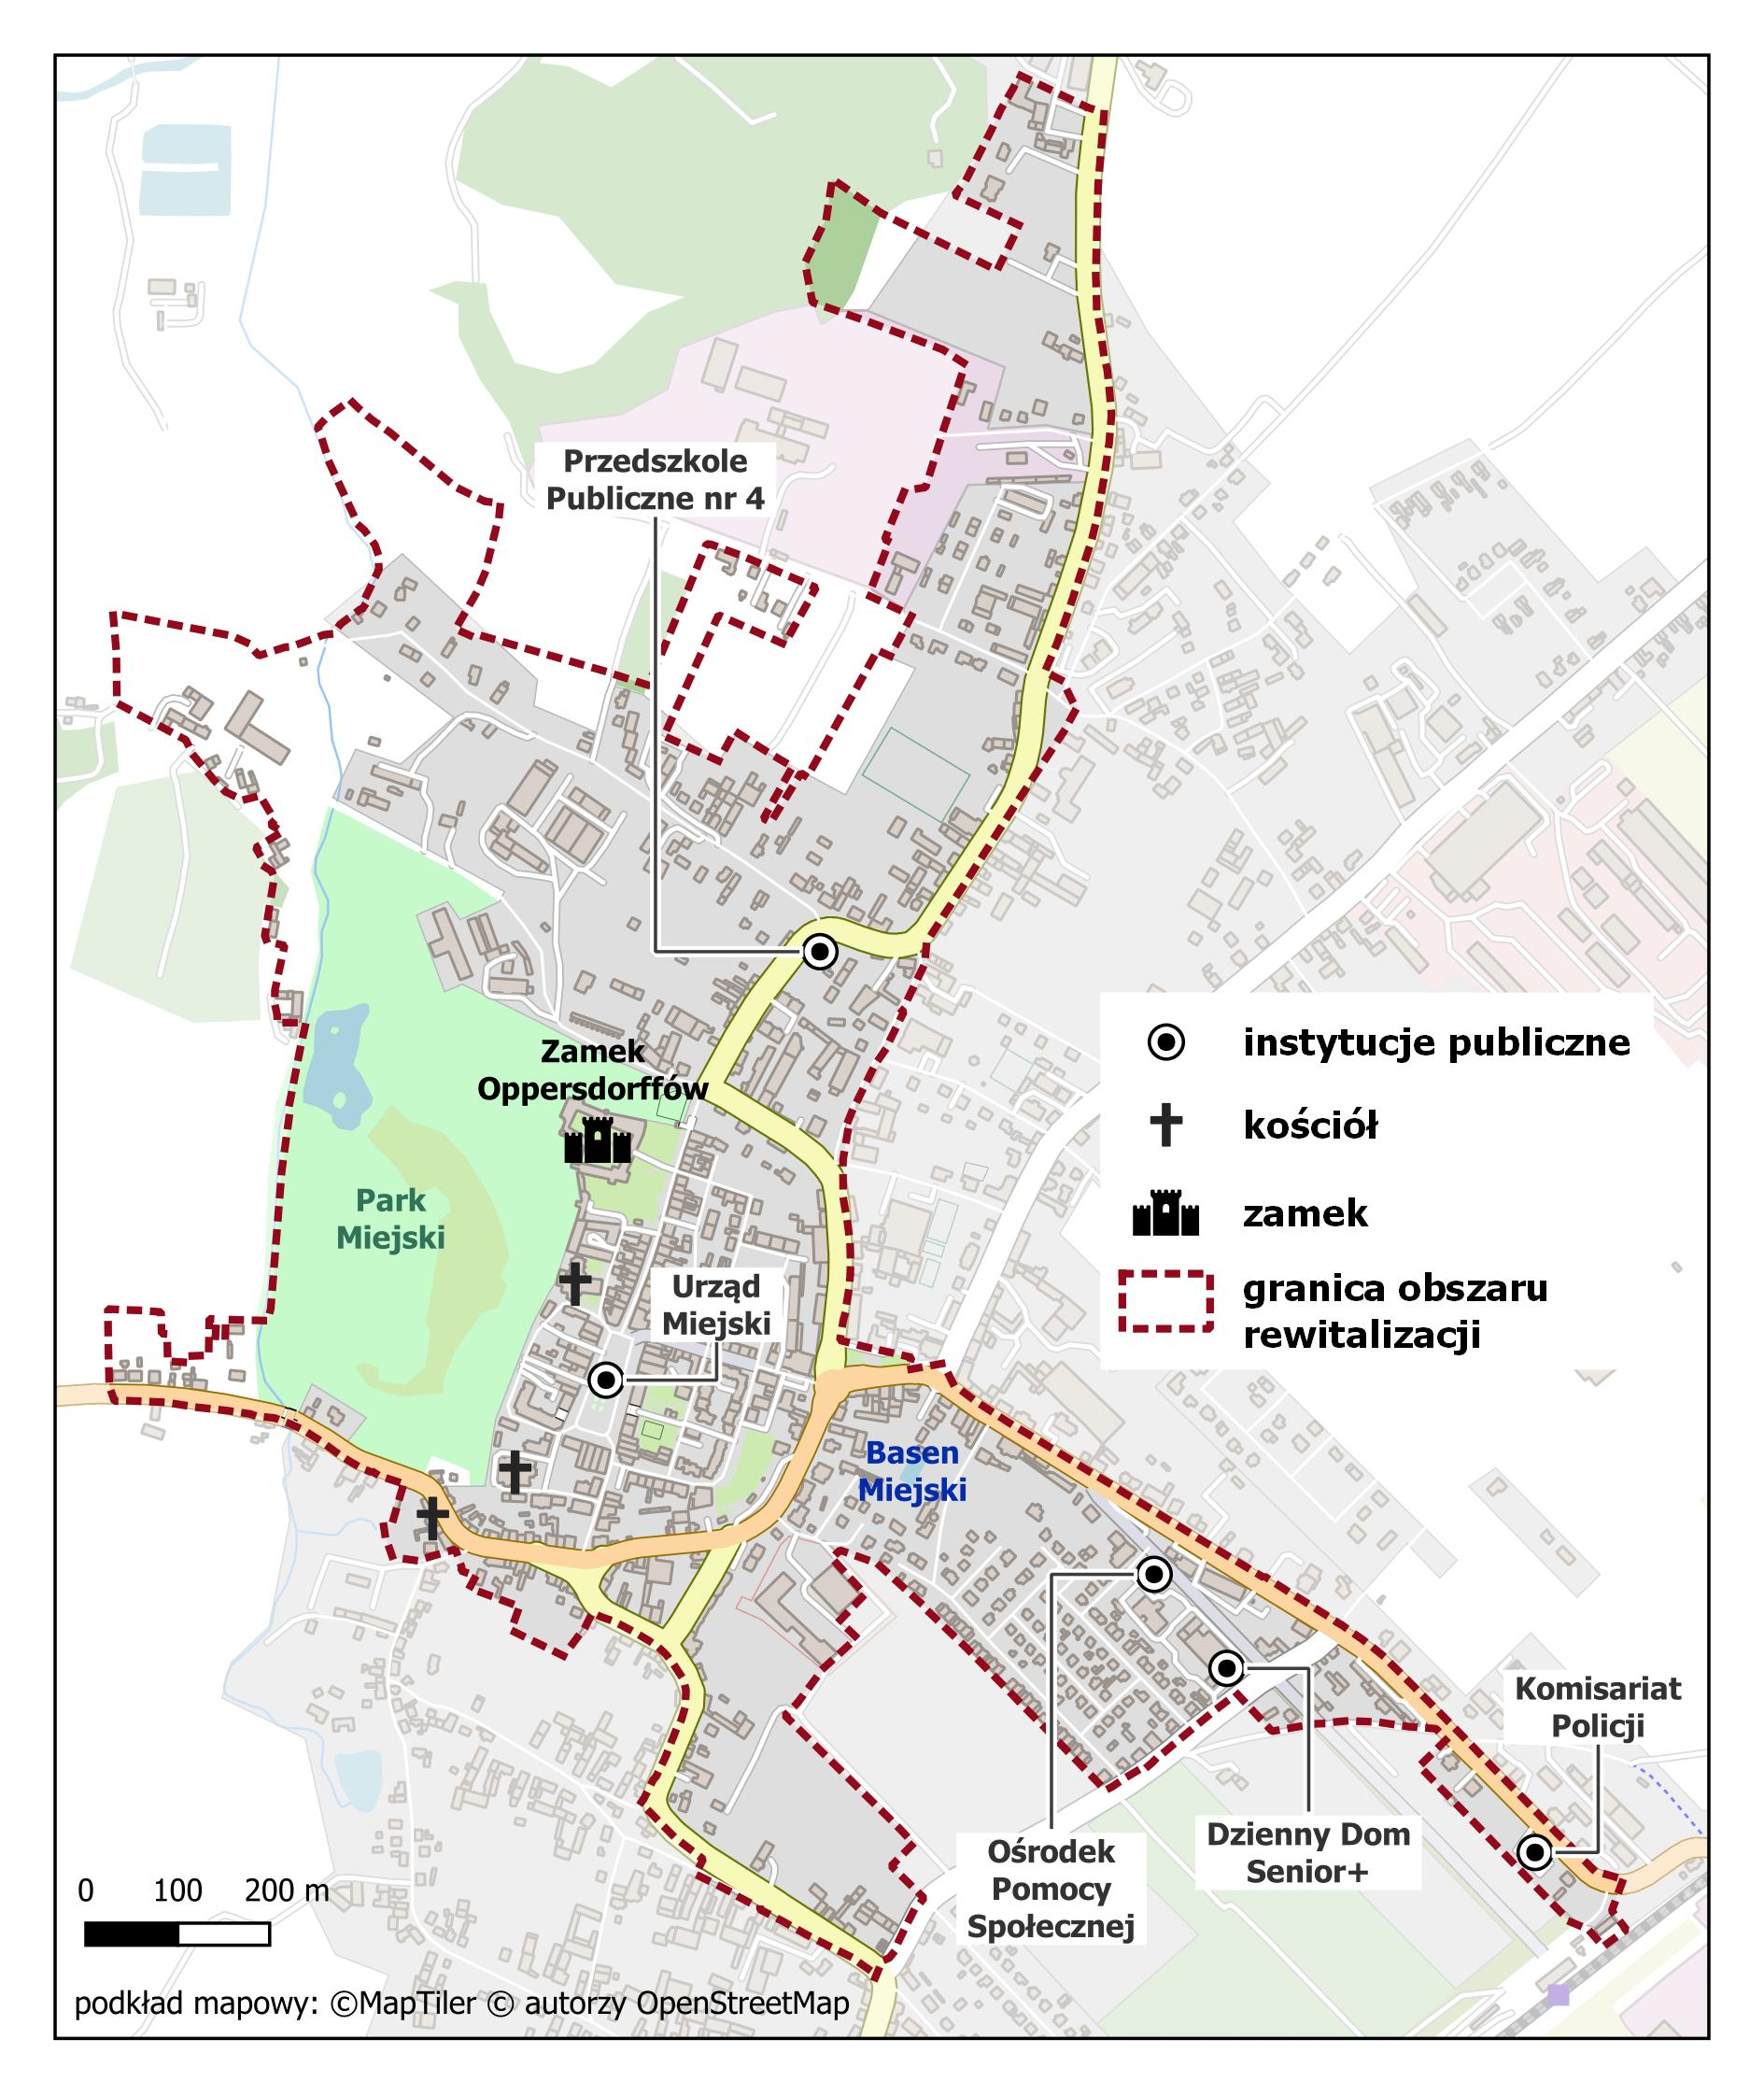 Przedszkole
Publiczne nr 4
Zamek
Oppersdorffów
instytucje publiczne
kościół
zamek
granica obszaru
rewitalizacji
Park
Miejski
Urząd
Miejski
Basen
Miejski
Komisariat
Policji
Dzienny Dom
Senior+
Ośrodek
Pomocy
Społecznej
0 100 200 m
podkład mapowy: ©MapTiler © autorzy OpenStreetMap